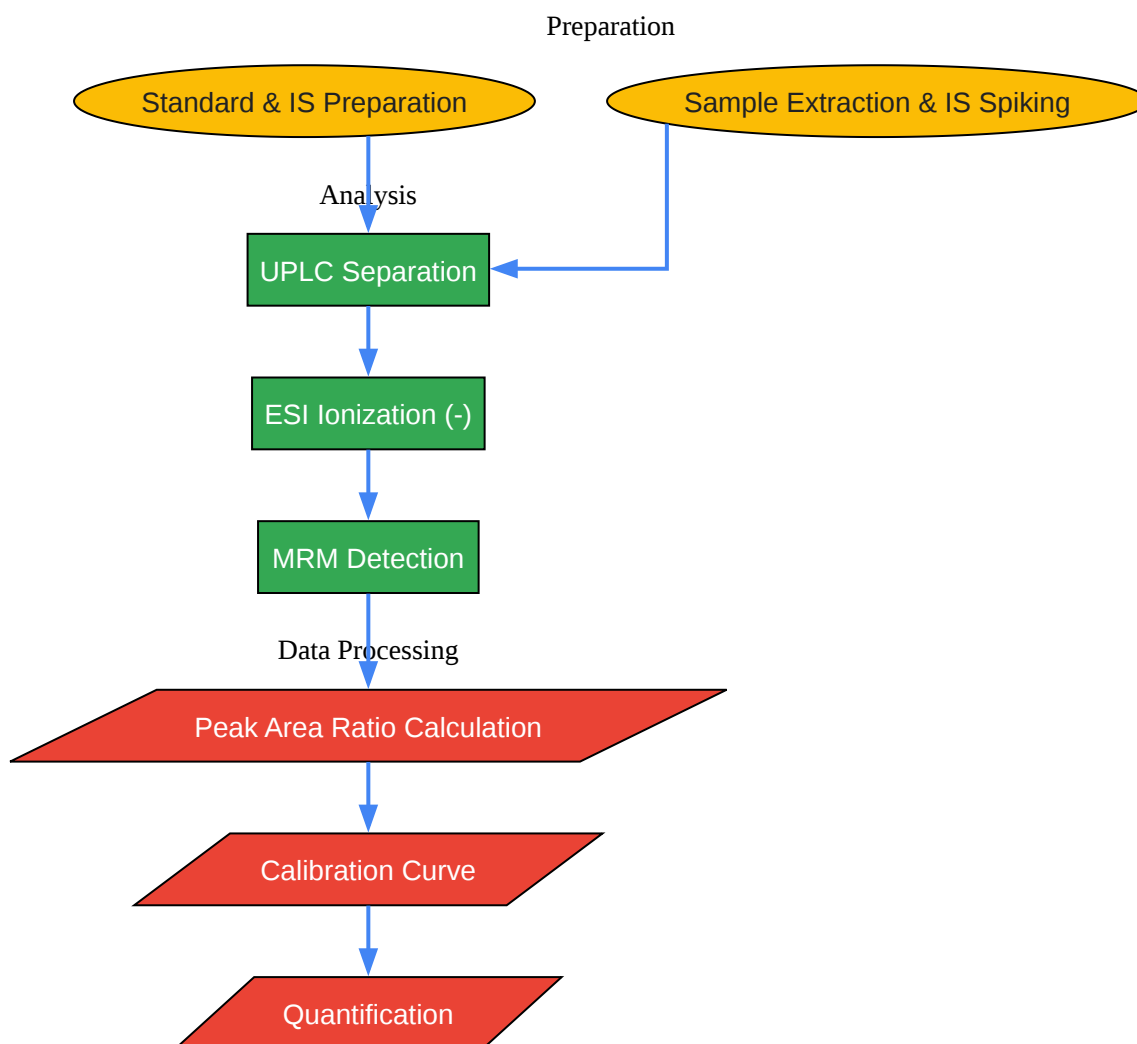 Preparation
Standard & IS Preparation
Sample Extraction & IS Spiking
Analysis
UPLC Separation
ESI Ionization (-)
MRM Detection
Data Processing
Peak Area Ratio Calculation
Calibration Curve
Quantification